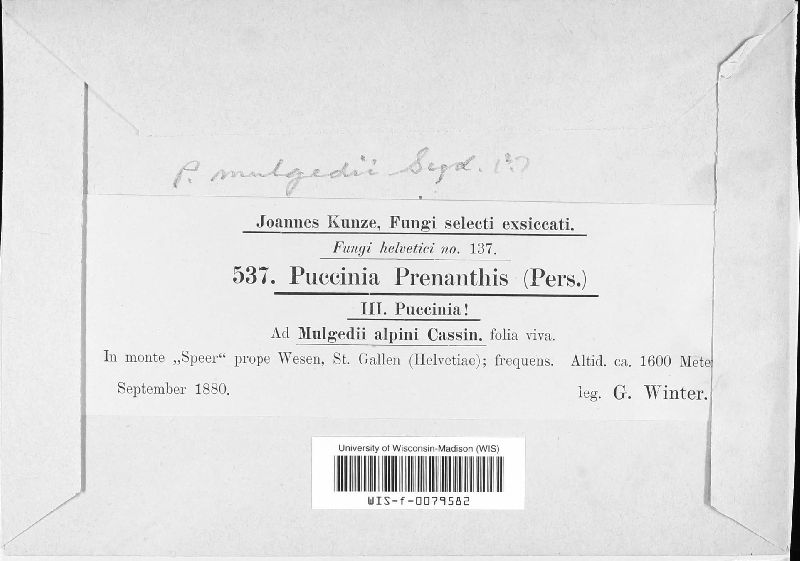 P. mulgedii Syd. (?)
Joannes Kunze, Fungi selecti exsiccati.
Fungi helvetici no. 137.
537. Puccinia Prenanthis (Pers.)
III. Puccinia!
Ad Mulgedii alpini Cassin. folia viva.
In monte „Speer“ prope Wesen, St. Gallen (Helvetiae); frequens. Altid. ca. 1600 Mete
September 1880.
leg. G. Winter.
University of Wisconsin-Madison (WIS)
WIS-f-0079582